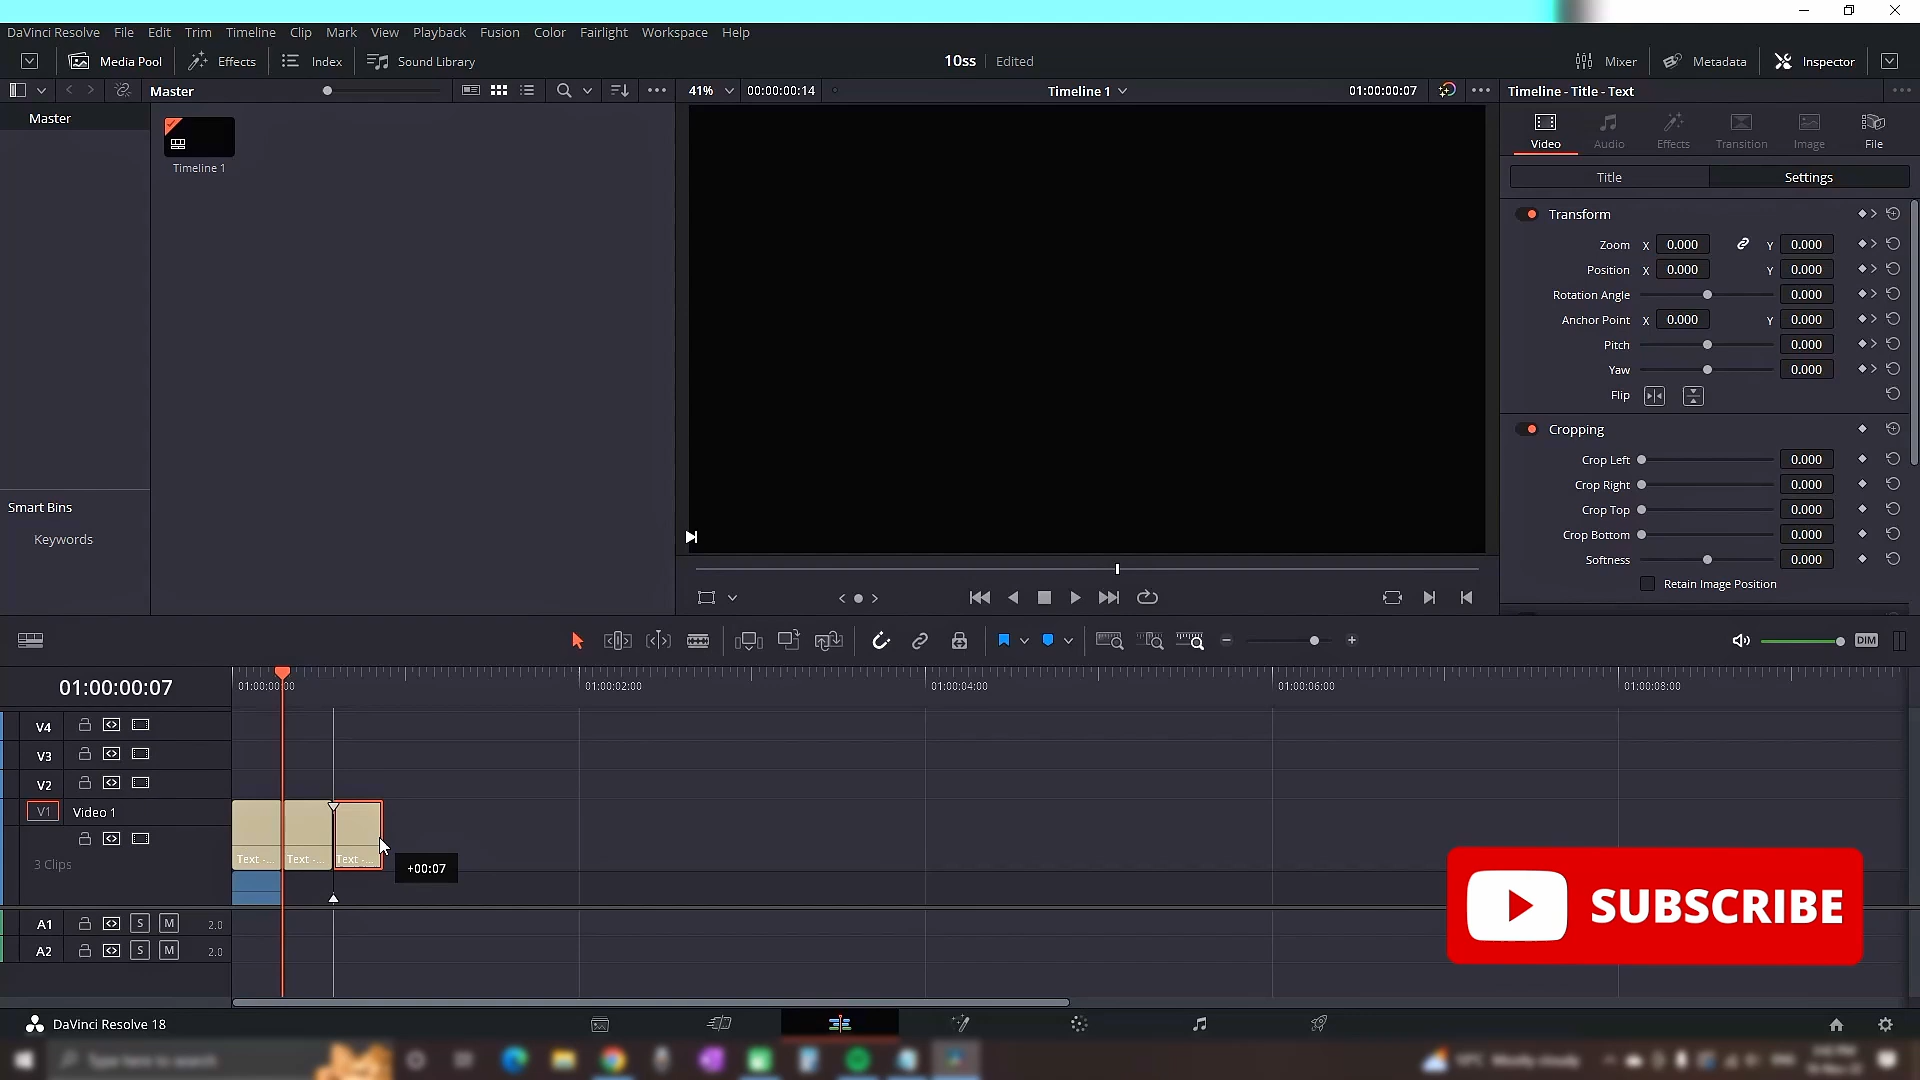 DaVinci Resolve File Edit Trim Timeline Clip Mark View Playback Fusion Color Fairlight Workspace Help
Media Pool Effects Index Sound Library 10ss Edited Mixer Metadata Inspector
Master 41% 00:00:00:14 Timeline 1 01:00:00:07 Timeline - Title - Text
Master
Timeline 1
Video Audio Effects Transition Image File
Title Settings
Transform
Zoom X 0.000 Y 0.000
Position X 0.000 Y 0.000
Rotation Angle 0.000
Anchor Point X 0.000 Y 0.000
Pitch 0.000
Yaw 0.000
Flip
Cropping
Crop Left 0.000
Crop Right 0.000
Crop Top 0.000
Crop Bottom 0.000
Softness 0.000
Retain Image Position
Smart Bins
Keywords
DIM
01:00:00:07 01:00:00:00 01:00:02:00 01:00:04:00 01:00:06:00 01:00:08:00
V4
V3
V2
V1 Video 1
3 Clips
Text -... Text -... Text -...
+00:07
A1 S M 2.0
A2 S M 2.0
SUBSCRIBE
DaVinci Resolve 18
Type here to search
Mostly cloudy